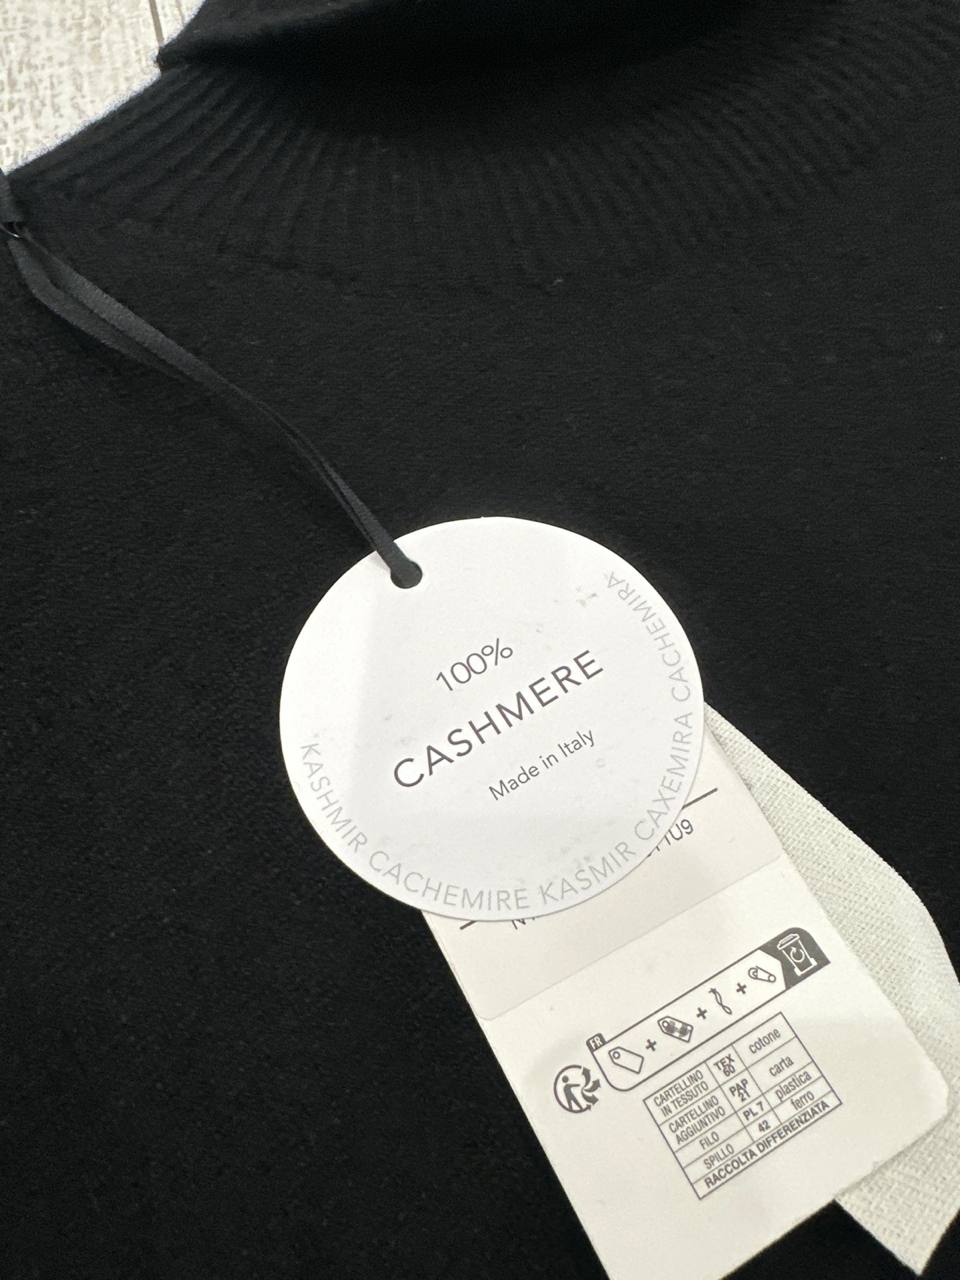 100%
CASHMERE
Made in Italy
KASHMIR CACHEMIRE KASMIR CAXEMIRA CACHEMIRA
FR
CARTELLINO IN TESSUTO TEX 60 cotone
CARTELLINO AGGIUNTIVO PAP 21 carta
FILO PL 7 plastica
SPILLO 42 ferro
RACCOLTA DIFFERENZIATA